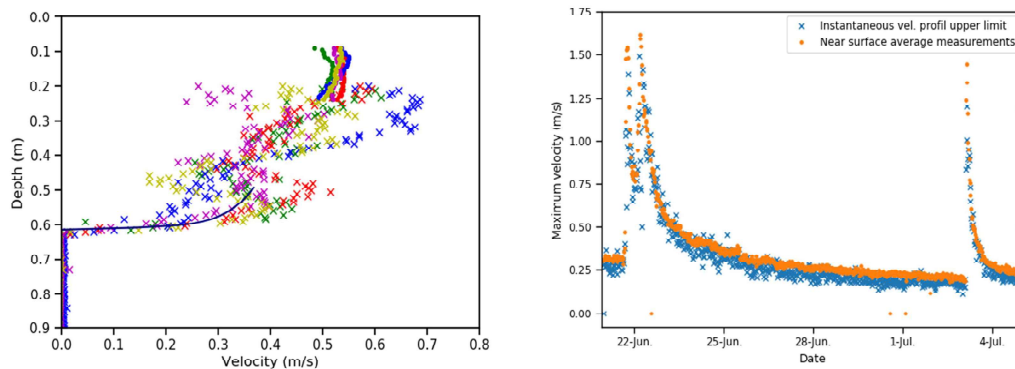 0.0
0.1
0.2
0.3
0.4
0.5
0.6
0.7
0.8
0.9
Depth (m)
0.0 0.1 0.2 0.3 0.4 0.5 0.6 0.7 0.8
Velocity (m/s)
1.75
1.50
1.25
1.00
0.75
0.50
0.25
0.00
Maximum velocity (m/s)
Instantaneous vel. profil upper limit
Near surface average measurements
22-Jun. 25-Jun. 28-Jun. 1-Jul. 4-Jul.
Date